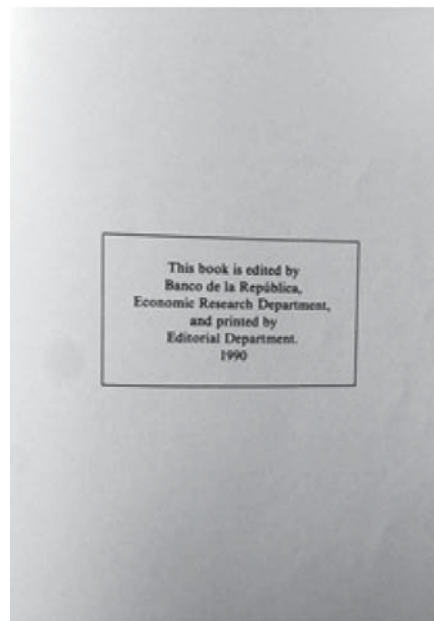 This book is edited by
Banco de la República,
Economic Research Department,
and printed by
Editorial Department.
1990